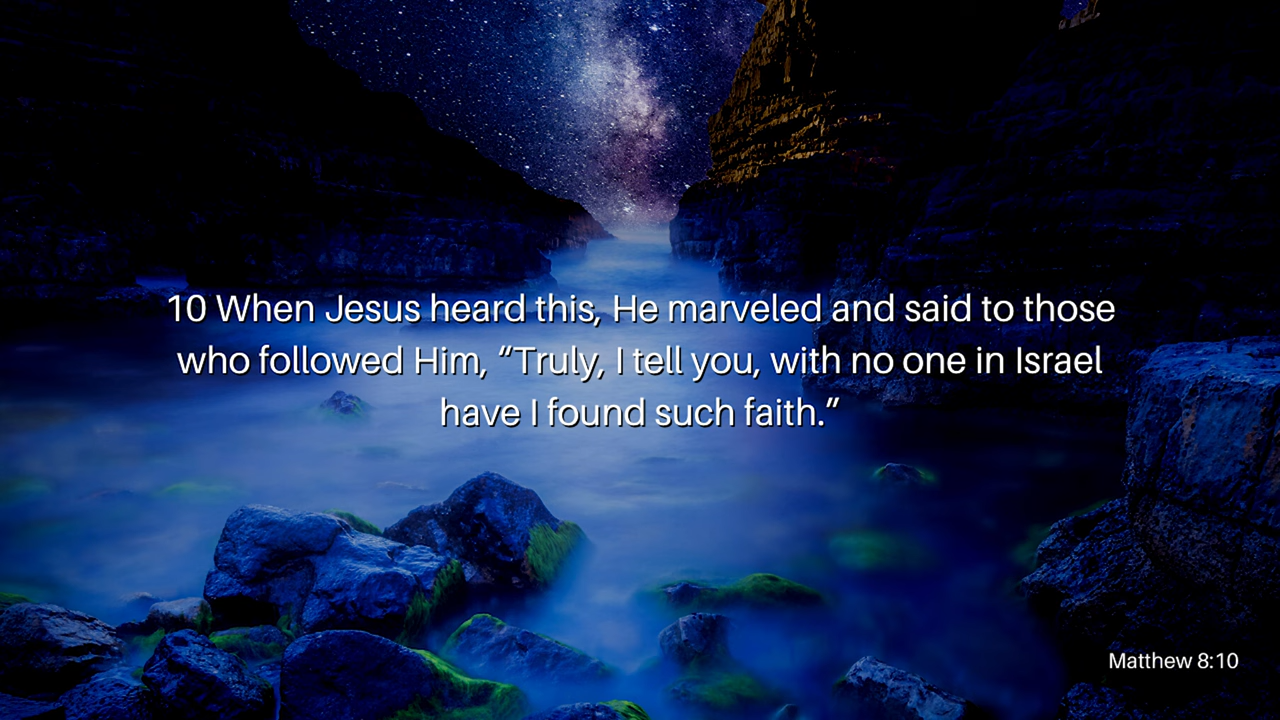 10 When Jesus heard this, He marveled and said to those
who followed Him, “Truly, I tell you, with no one in Israel
have I found such faith.”
Matthew 8:10